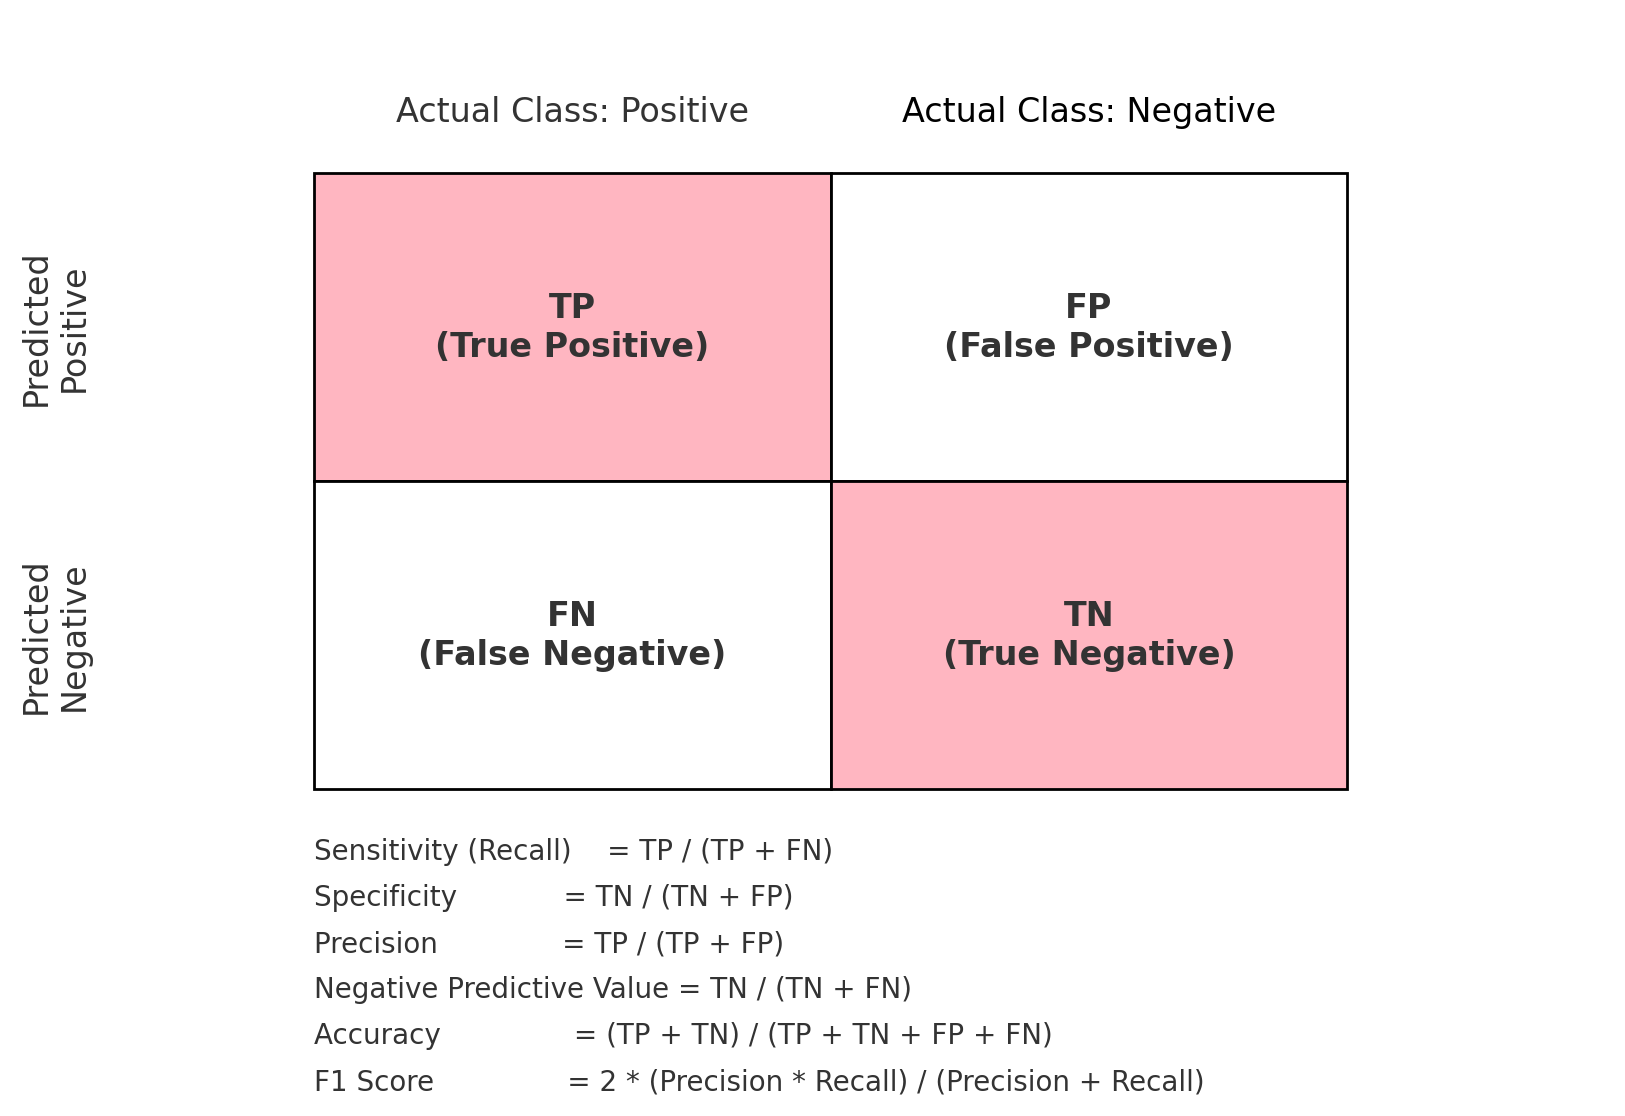 Actual Class: Positive
Actual Class: Negative
Predicted
Positive
TP
(True Positive)
FP
(False Positive)
Predicted
Negative
FN
(False Negative)
TN
(True Negative)
Sensitivity (Recall) = TP / (TP + FN)
Specificity = TN / (TN + FP)
Precision = TP / (TP + FP)
Negative Predictive Value = TN / (TN + FN)
Accuracy = (TP + TN) / (TP + TN + FP + FN)
F1 Score = 2 * (Precision * Recall) / (Precision + Recall)